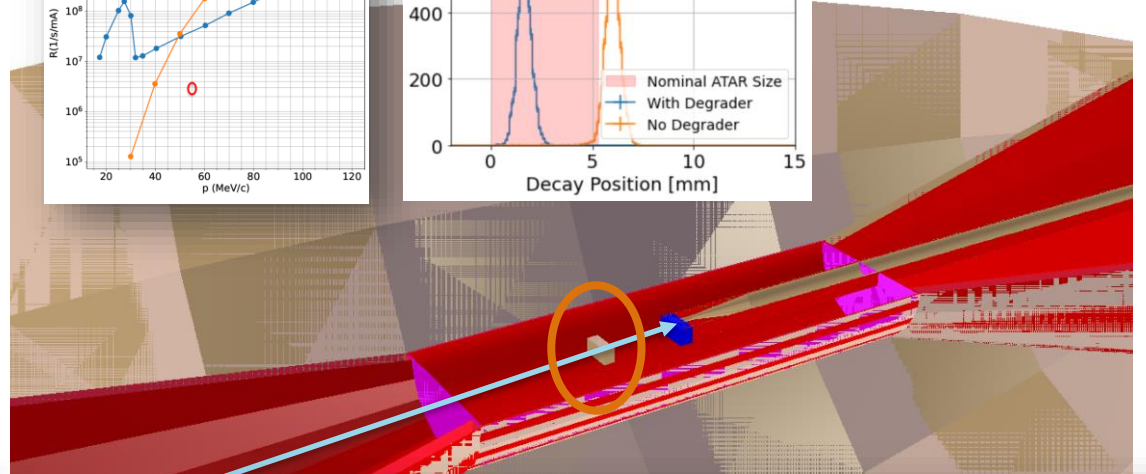 R(1/s/mA)
10⁸
10⁷
10⁶
10⁵
20 40 60 80 100 120
p (MeV/c)
400
200
0
Nominal ATAR Size
With Degrader
No Degrader
0 5 10 15
Decay Position [mm]